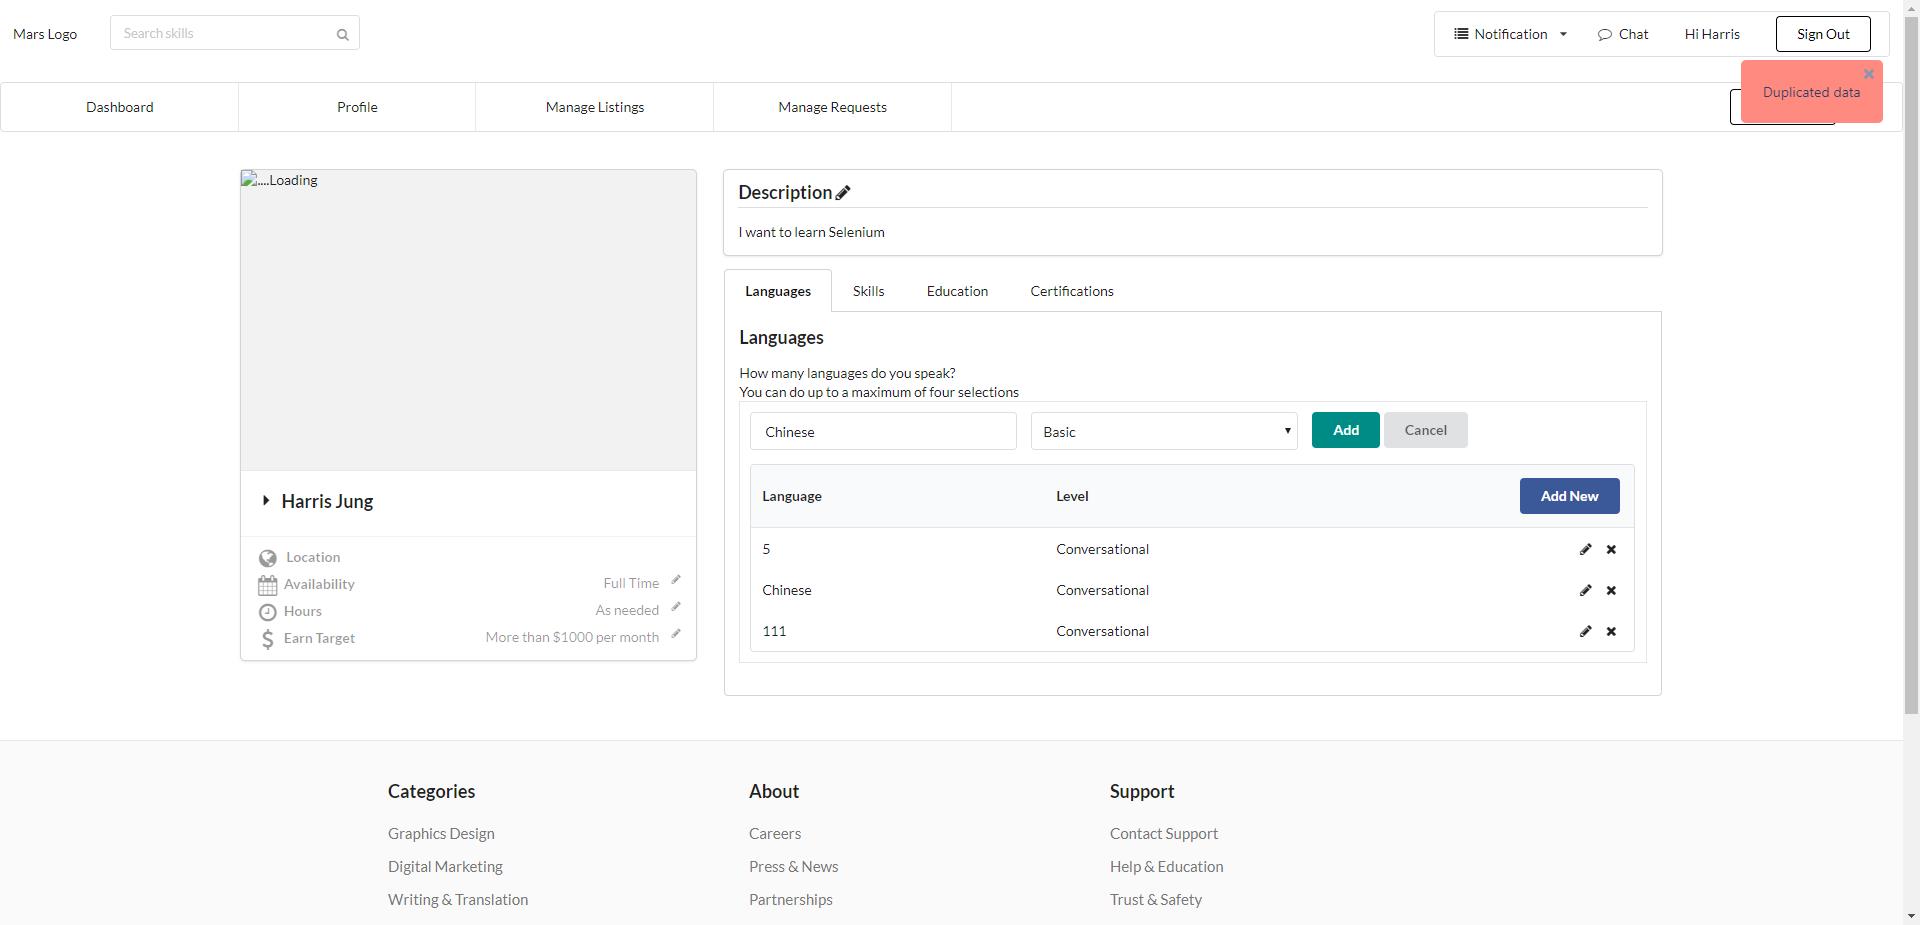 Mars Logo
Search skills
Notification
Chat
Hi Harris
Sign Out
Duplicated data
Dashboard
Profile
Manage Listings
Manage Requests
....Loading
Harris Jung
Location
Availability
Full Time
Hours
As needed
Earn Target
More than $1000 per month
Description
I want to learn Selenium
Languages
Skills
Education
Certifications
Languages
How many languages do you speak?
You can do up to a maximum of four selections
Chinese
Basic
Add
Cancel
Language
Level
Add New
5
Conversational
Chinese
Conversational
111
Conversational
Categories
Graphics Design
Digital Marketing
Writing & Translation
About
Careers
Press & News
Partnerships
Support
Contact Support
Help & Education
Trust & Safety